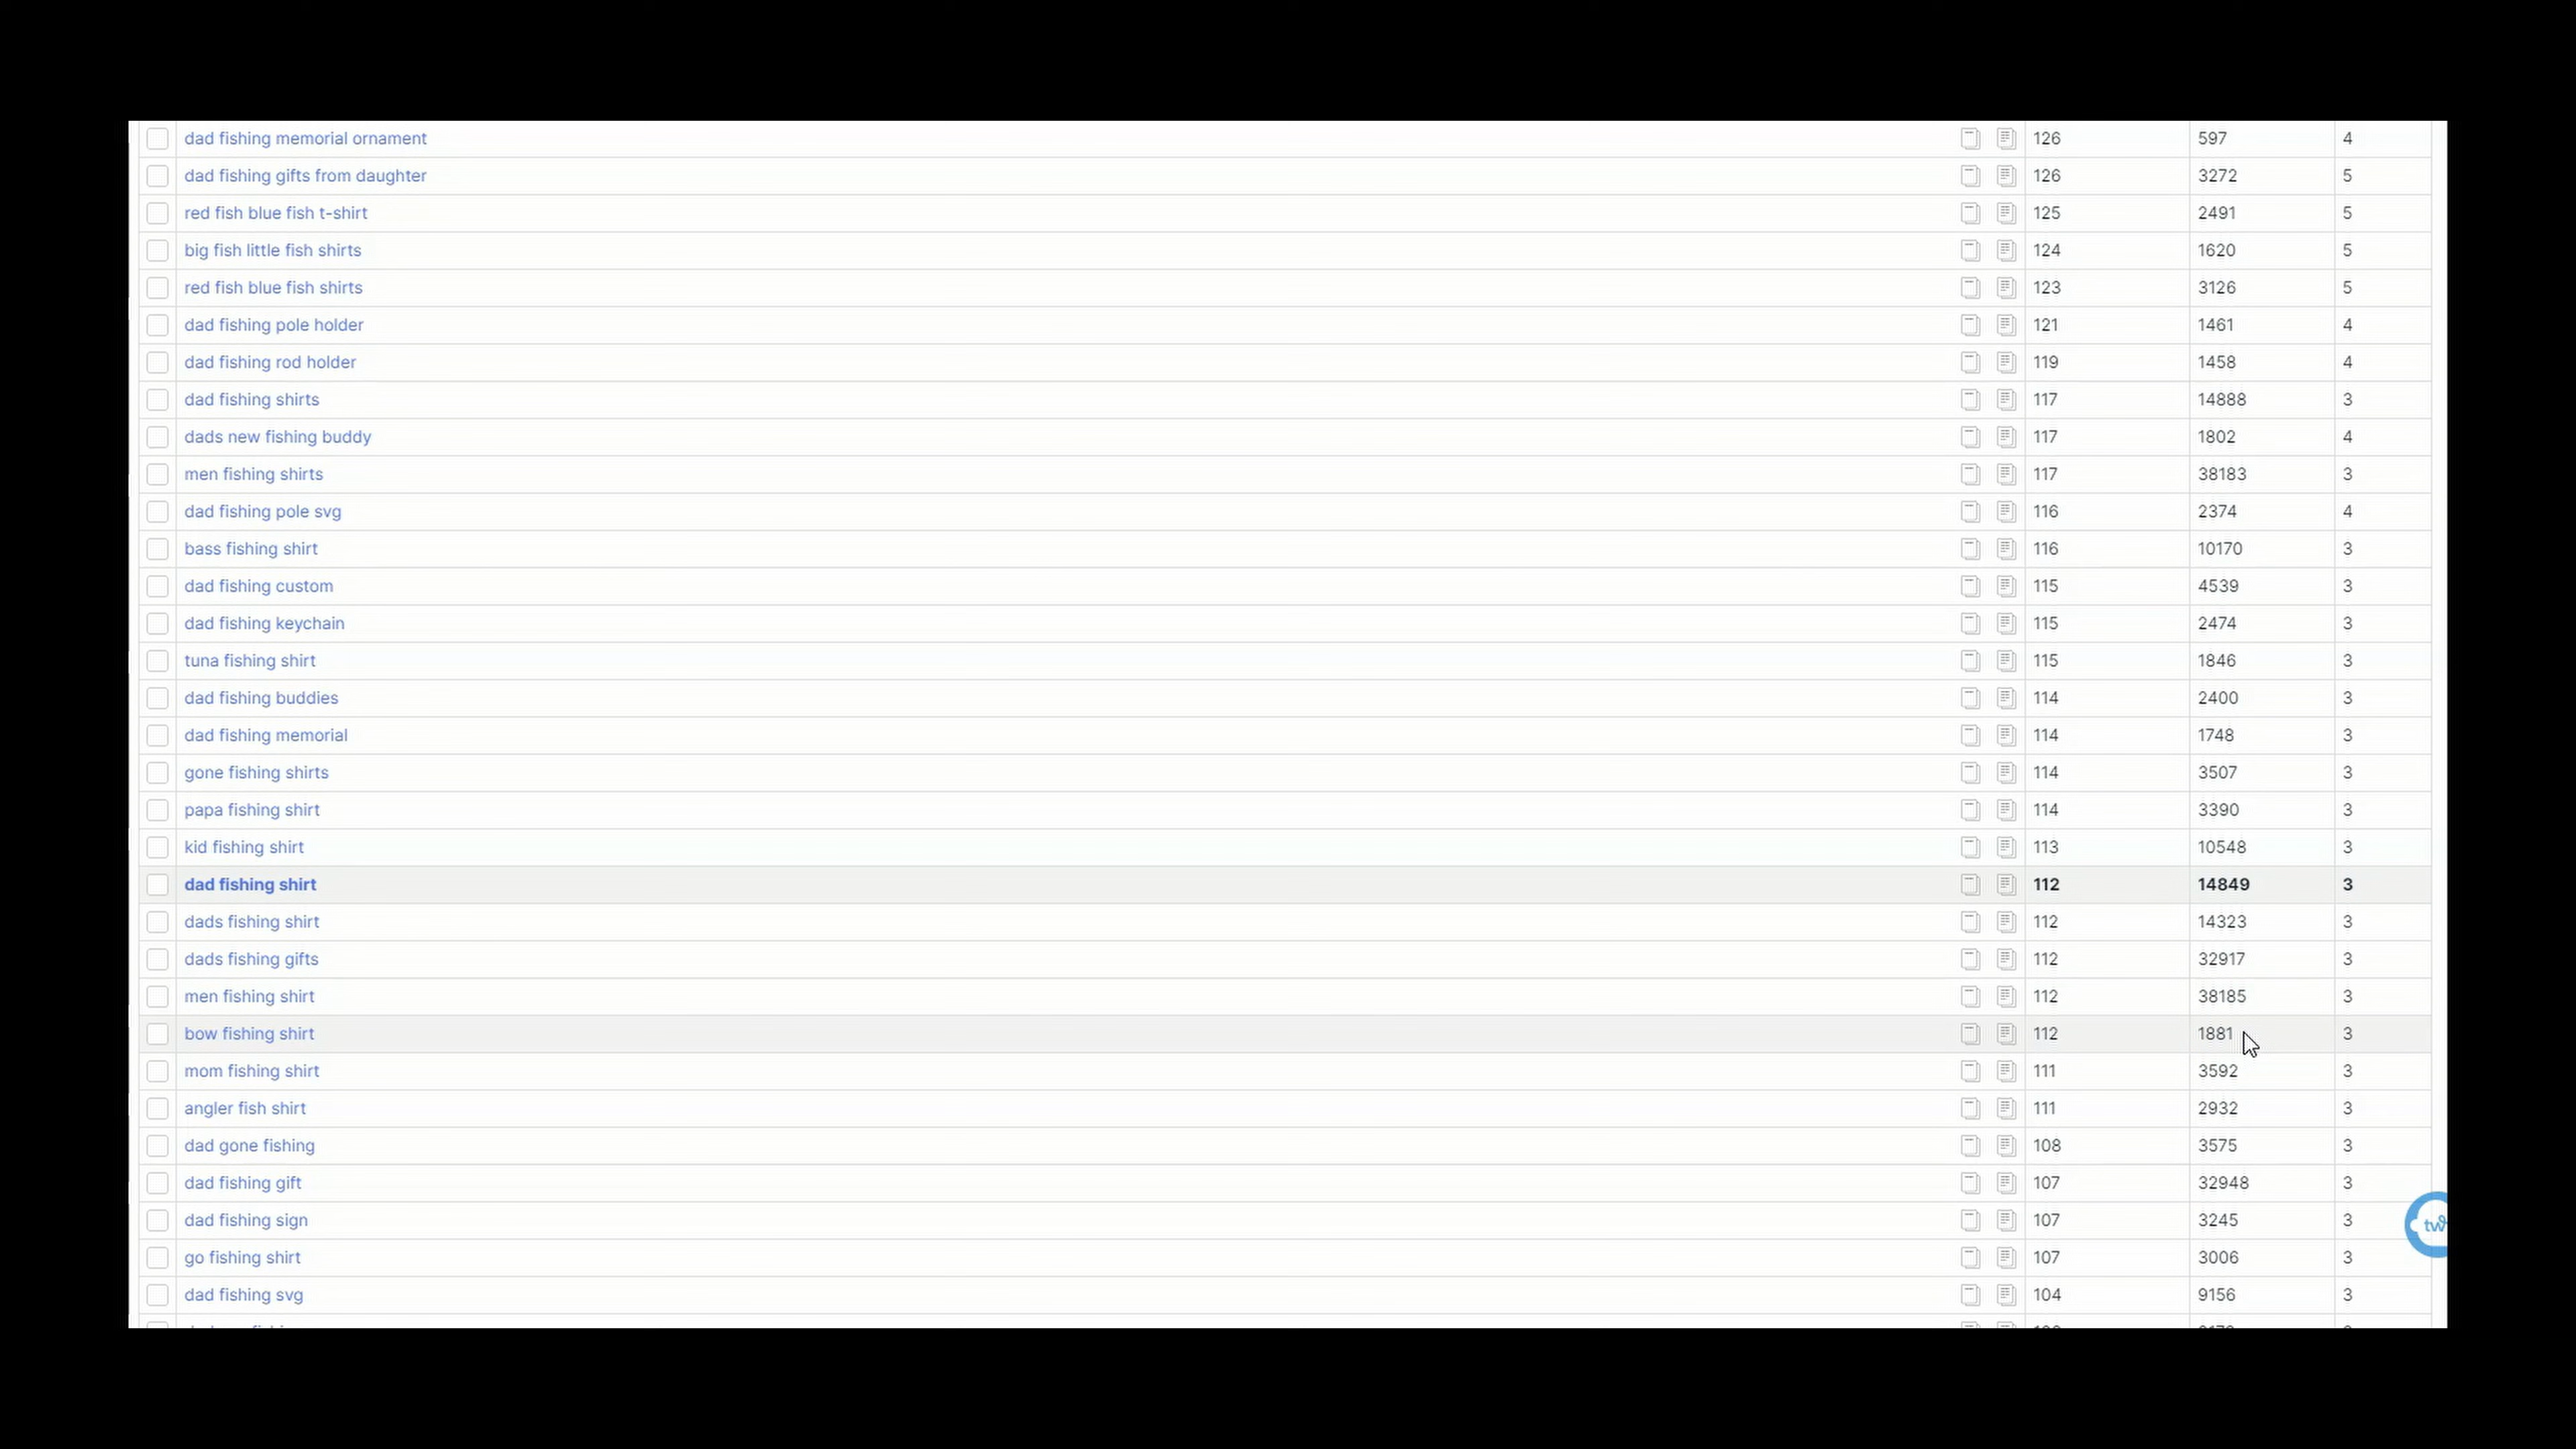 dad fishing memorial ornament 126 597 4
dad fishing gifts from daughter 126 3272 5
red fish blue fish t-shirt 125 2491 5
big fish little fish shirts 124 1620 5
red fish blue fish shirts 123 3126 5
dad fishing pole holder 121 1461 4
dad fishing rod holder 119 1458 4
dad fishing shirts 117 14888 3
dads new fishing buddy 117 1802 4
men fishing shirts 117 38183 3
dad fishing pole svg 116 2374 4
bass fishing shirt 116 10170 3
dad fishing custom 115 4539 3
dad fishing keychain 115 2474 3
tuna fishing shirt 115 1846 3
dad fishing buddies 114 2400 3
dad fishing memorial 114 1748 3
gone fishing shirts 114 3507 3
papa fishing shirt 114 3390 3
kid fishing shirt 113 10548 3
dad fishing shirt 112 14849 3
dads fishing shirt 112 14323 3
dads fishing gifts 112 32917 3
men fishing shirt 112 38185 3
bow fishing shirt 112 1881 3
mom fishing shirt 111 3592 3
angler fish shirt 111 2932 3
dad gone fishing 108 3575 3
dad fishing gift 107 32948 3
dad fishing sign 107 3245 3
go fishing shirt 107 3006 3
dad fishing svg 104 9156 3